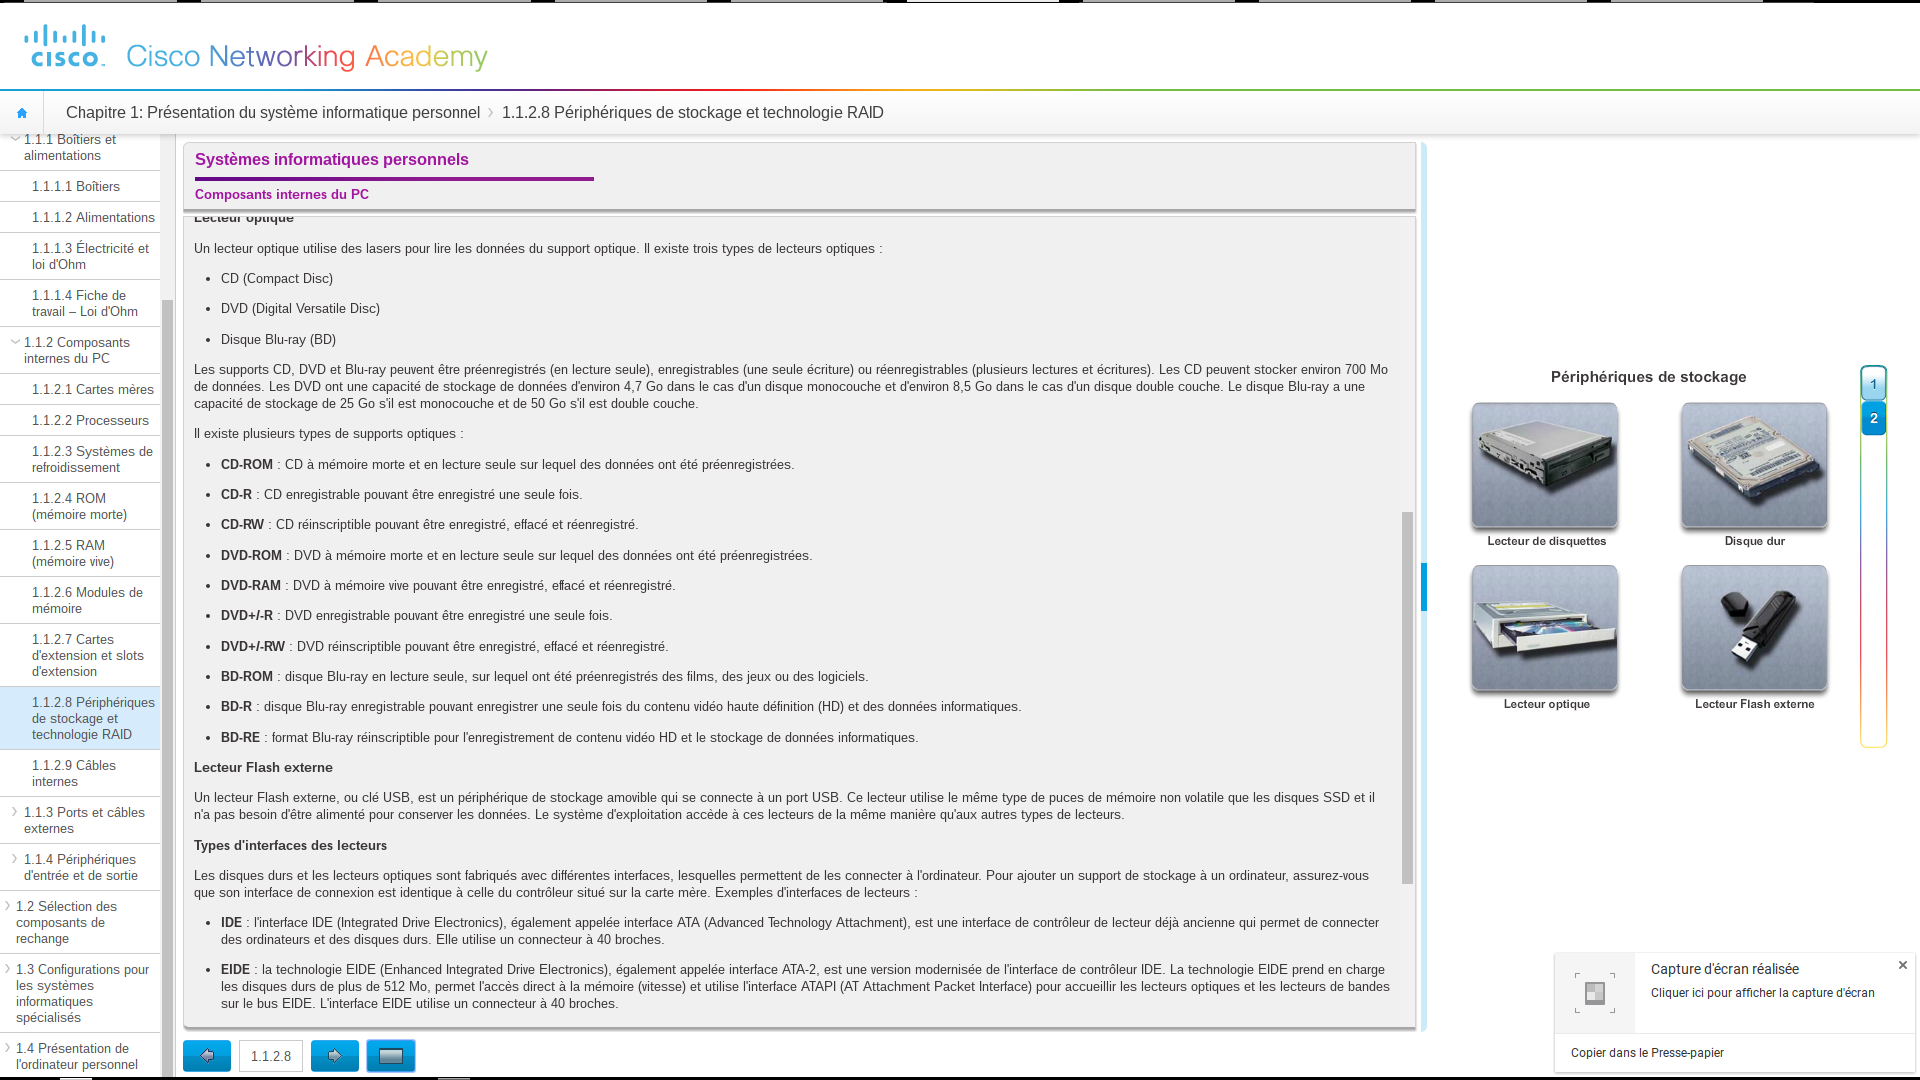 cisco
Cisco Networking Academy
Chapitre 1: Présentation du système informatique personnel
1.1.2.8 Périphériques de stockage et technologie RAID
1.1.1 Boîtiers et
alimentations
1.1.1.1 Boîtiers
1.1.1.2 Alimentations
1.1.1.3 Électricité et
loi d'Ohm
1.1.1.4 Fiche de
travail – Loi d'Ohm
1.1.2 Composants
internes du PC
1.1.2.1 Cartes mères
1.1.2.2 Processeurs
1.1.2.3 Systèmes de
refroidissement
1.1.2.4 ROM
(mémoire morte)
1.1.2.5 RAM
(mémoire vive)
1.1.2.6 Modules de
mémoire
1.1.2.7 Cartes
d'extension et slots
d'extension
1.1.2.8 Périphériques
de stockage et
technologie RAID
1.1.2.9 Câbles
internes
1.1.3 Ports et câbles
externes
1.1.4 Périphériques
d'entrée et de sortie
1.2 Sélection des
composants de
rechange
1.3 Configurations pour
les systèmes
informatiques
spécialisés
1.4 Présentation de
l'ordinateur personnel
Systèmes informatiques personnels
Composants internes du PC
Lecteur optique
Un lecteur optique utilise des lasers pour lire les données du support optique. Il existe trois types de lecteurs optiques :
• CD (Compact Disc)
• DVD (Digital Versatile Disc)
• Disque Blu-ray (BD)
Les supports CD, DVD et Blu-ray peuvent être préenregistrés (en lecture seule), enregistrables (une seule écriture) ou réenregistrables (plusieurs lectures et écritures). Les CD peuvent stocker environ 700 Mo
de données. Les DVD ont une capacité de stockage de données d'environ 4,7 Go dans le cas d'un disque monocouche et d'environ 8,5 Go dans le cas d'un disque double couche. Le disque Blu-ray a une
capacité de stockage de 25 Go s'il est monocouche et de 50 Go s'il est double couche.
Il existe plusieurs types de supports optiques :
• CD-ROM : CD à mémoire morte et en lecture seule sur lequel des données ont été préenregistrées.
• CD-R : CD enregistrable pouvant être enregistré une seule fois.
• CD-RW : CD réinscriptible pouvant être enregistré, effacé et réenregistré.
• DVD-ROM : DVD à mémoire morte et en lecture seule sur lequel des données ont été préenregistrées.
• DVD-RAM : DVD à mémoire vive pouvant être enregistré, effacé et réenregistré.
• DVD+/-R : DVD enregistrable pouvant être enregistré une seule fois.
• DVD+/-RW : DVD réinscriptible pouvant être enregistré, effacé et réenregistré.
• BD-ROM : disque Blu-ray en lecture seule, sur lequel ont été préenregistrés des films, des jeux ou des logiciels.
• BD-R : disque Blu-ray enregistrable pouvant enregistrer une seule fois du contenu vidéo haute définition (HD) et des données informatiques.
• BD-RE : format Blu-ray réinscriptible pour l'enregistrement de contenu vidéo HD et le stockage de données informatiques.
Lecteur Flash externe
Un lecteur Flash externe, ou clé USB, est un périphérique de stockage amovible qui se connecte à un port USB. Ce lecteur utilise le même type de puces de mémoire non volatile que les disques SSD et il
n'a pas besoin d'être alimenté pour conserver les données. Le système d'exploitation accède à ces lecteurs de la même manière qu'aux autres types de lecteurs.
Types d'interfaces des lecteurs
Les disques durs et les lecteurs optiques sont fabriqués avec différentes interfaces, lesquelles permettent de les connecter à l'ordinateur. Pour ajouter un support de stockage à un ordinateur, assurez-vous
que son interface de connexion est identique à celle du contrôleur situé sur la carte mère. Exemples d'interfaces de lecteurs :
• IDE : l'interface IDE (Integrated Drive Electronics), également appelée interface ATA (Advanced Technology Attachment), est une interface de contrôleur de lecteur déjà ancienne qui permet de connecter
des ordinateurs et des disques durs. Elle utilise un connecteur à 40 broches.
• EIDE : la technologie EIDE (Enhanced Integrated Drive Electronics), également appelée interface ATA-2, est une version modernisée de l'interface de contrôleur IDE. La technologie EIDE prend en charge
les disques durs de plus de 512 Mo, permet l'accès direct à la mémoire (vitesse) et utilise l'interface ATAPI (AT Attachment Packet Interface) pour accueillir les lecteurs optiques et les lecteurs de bandes
sur le bus EIDE. L'interface EIDE utilise un connecteur à 40 broches.
1.1.2.8
Périphériques de stockage
1
2
Lecteur de disquettes
Disque dur
Lecteur optique
Lecteur Flash externe
Capture d'écran réalisée
Cliquer ici pour afficher la capture d'écran
Copier dans le Presse-papier